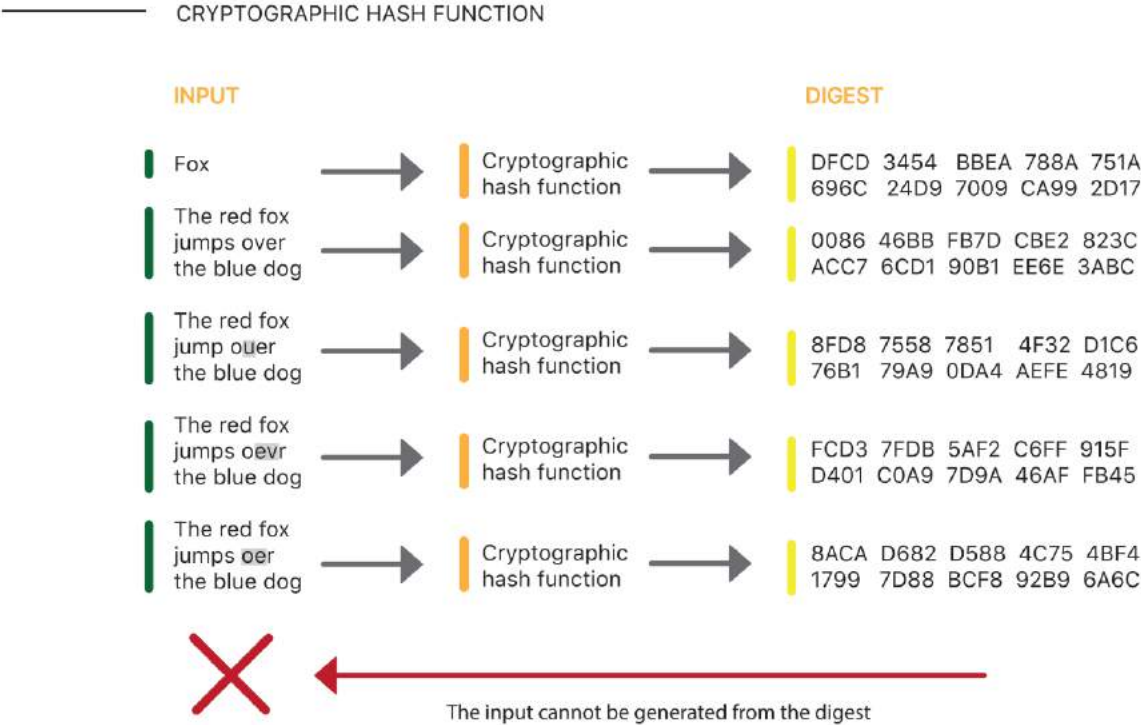 CRYPTOGRAPHIC HASH FUNCTION
INPUT
DIGEST
Fox
Cryptographic
hash function
DFCD 3454 BBEA 788A 751A
696C 24D9 7009 CA99 2D17
The red fox
jumps over
the blue dog
Cryptographic
hash function
0086 46BB FB7D CBE2 823C
ACC7 6CD1 90B1 EE6E 3ABC
The red fox
jump ouer
the blue dog
Cryptographic
hash function
8FD8 7558 7851 4F32 D1C6
76B1 79A9 0DA4 AEFE 4819
The red fox
jumps oevr
the blue dog
Cryptographic
hash function
FCD3 7FDB 5AF2 C6FF 915F
D401 C0A9 7D9A 46AF FB45
The red fox
jumps oer
the blue dog
Cryptographic
hash function
8ACA D682 D588 4C75 4BF4
1799 7D88 BCF8 92B9 6A6C
The input cannot be generated from the digest